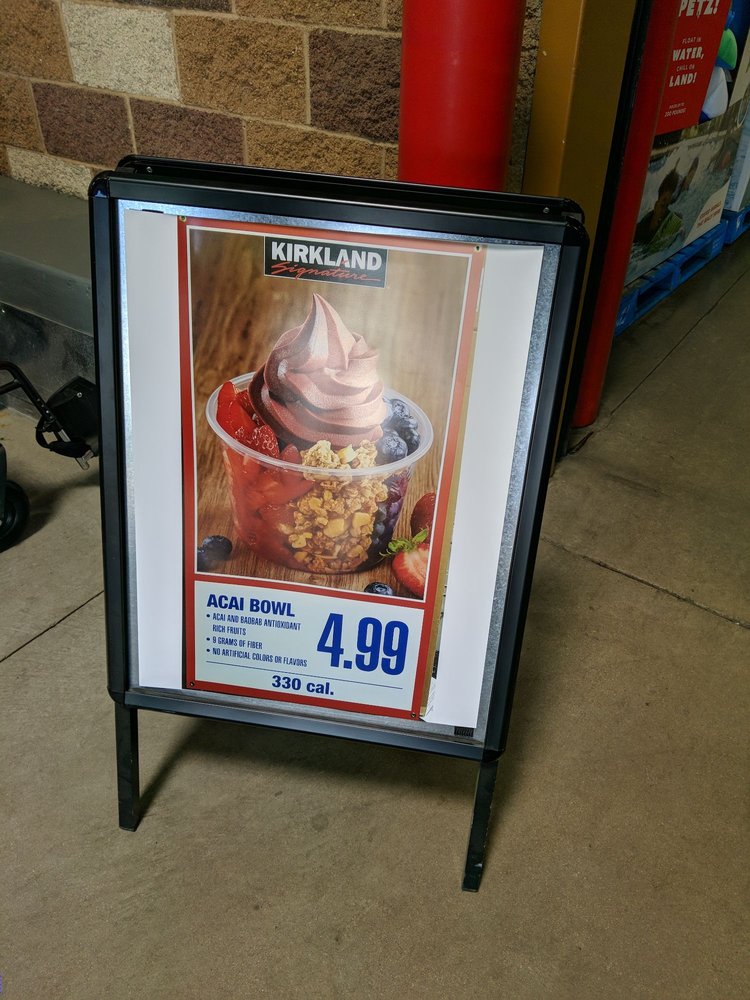 KIRKLAND
Signature
ACAI BOWL
• ACAI AND BAOBAB ANTIOXIDANT
RICH FRUITS
• 9 GRAMS OF FIBER
• NO ARTIFICIAL COLORS OR FLAVORS
4.99
330 cal.
PETZ!
FLOAT IN
WATER,
CHILL ON
LAND!